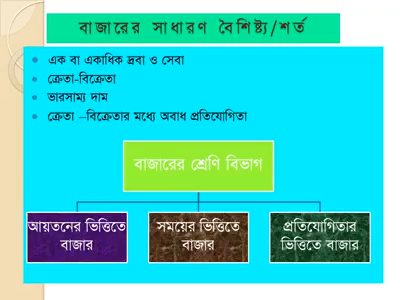 বাজারের সাধারণ বৈশিষ্ট্য/শর্ত
এক বা একাধিক দ্রবা ও সেবা
ক্রেতা-বিক্রেতা
ভারসাম্য দাম
ক্রেতা –বিক্রেতার মধ্যে অবাধ প্রতিযোগিতা
বাজারের শ্রেণি বিভাগ
আয়তনের ভিত্তিতে
বাজার
সময়ের ভিত্তিতে
বাজার
প্রতিযোগিতার
ভিত্তিতে বাজার